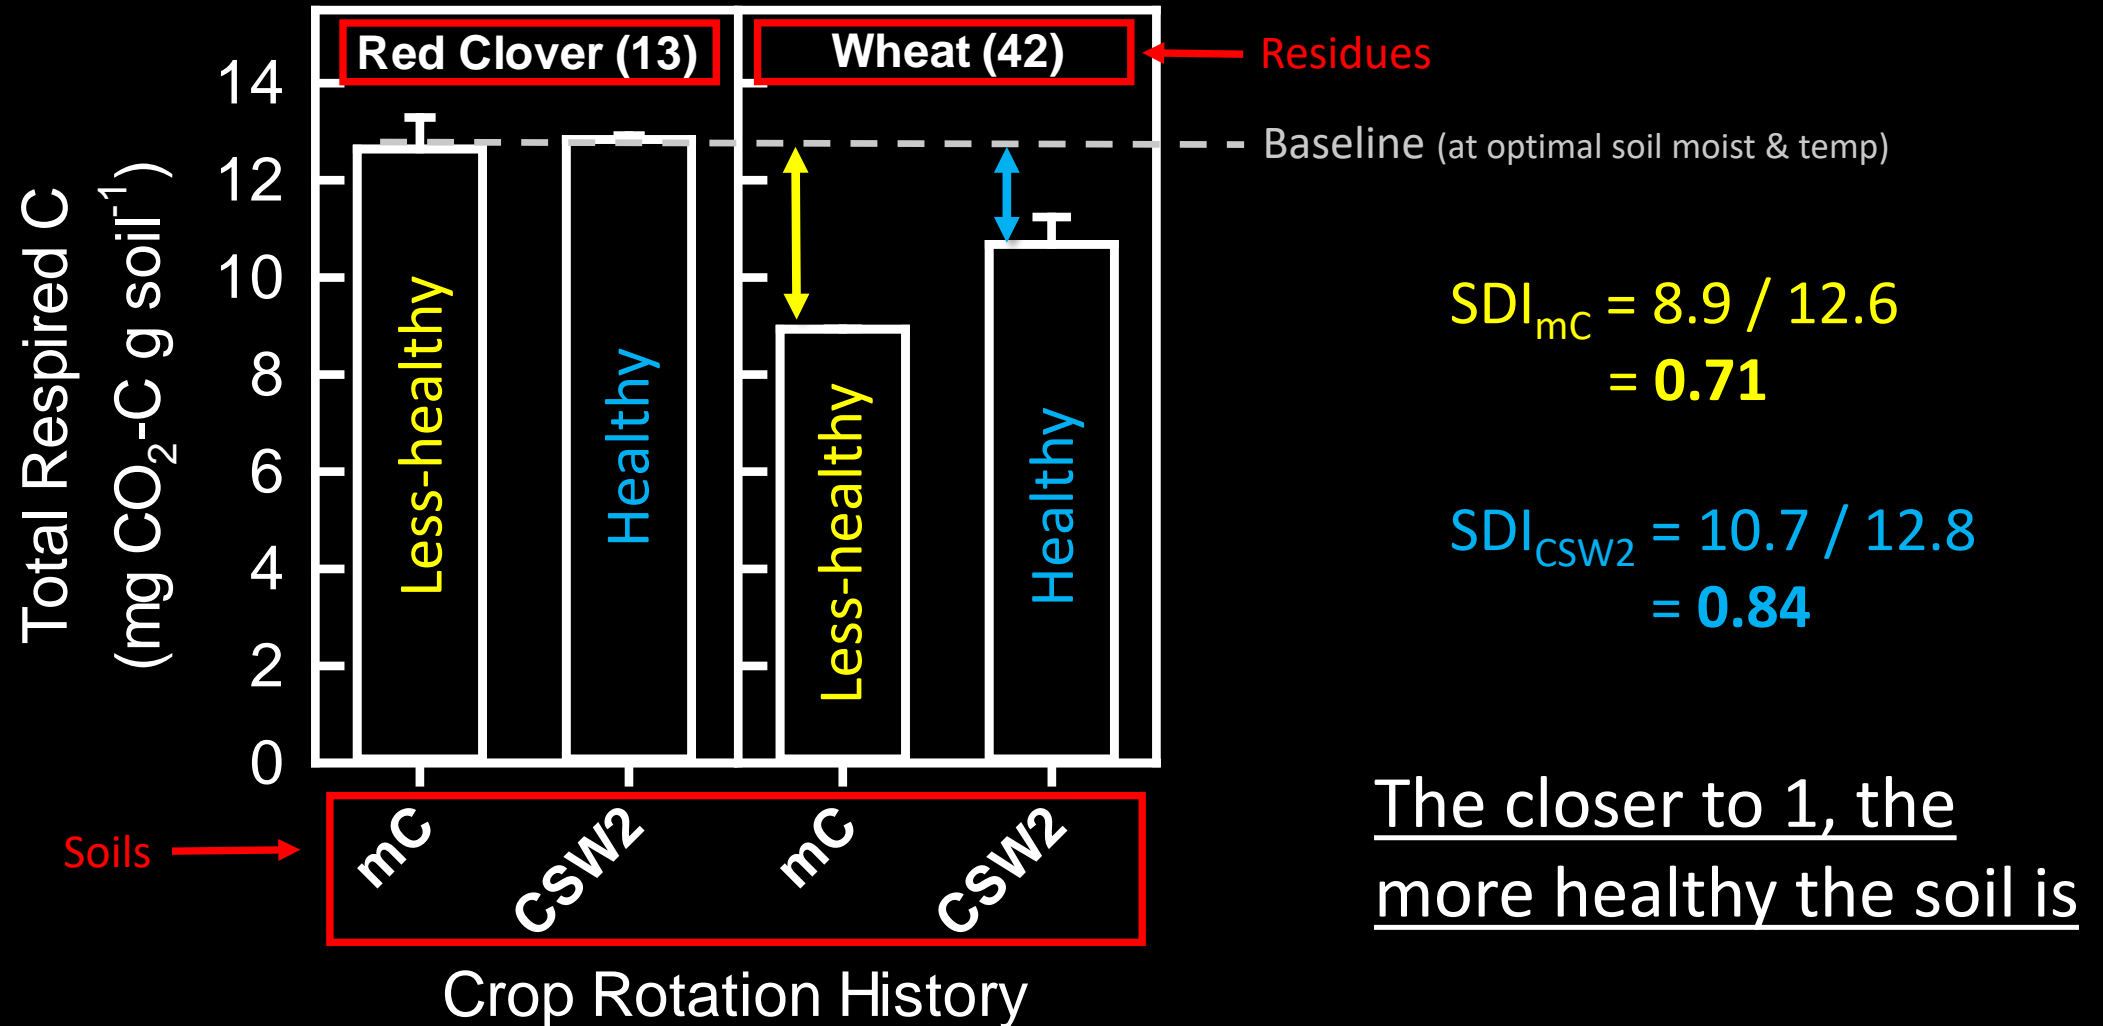 Red Clover (13)
Wheat (42)
Residues
Baseline (at optimal soil moist & temp)
Total Respired C
(mg CO₂-C g soil⁻¹)
14
12
10
8
6
4
2
0
Less-healthy
Healthy
Less-healthy
Healthy
SDI_mC = 8.9 / 12.6
= 0.71
SDI_CSW2 = 10.7 / 12.8
= 0.84
The closer to 1, the
more healthy the soil is
Soils
mC
CSW2
mC
CSW2
Crop Rotation History